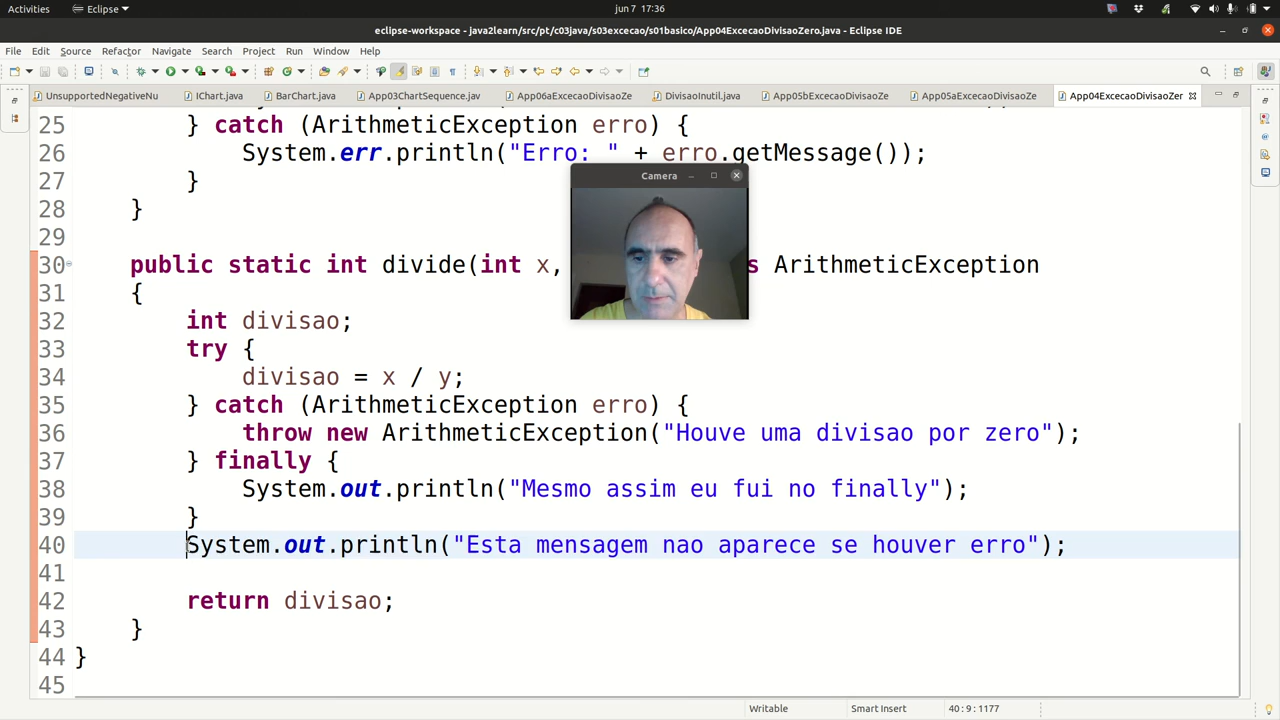 Activities Eclipse jun 7 17:36
eclipse-workspace - java2learn/src/pt/c03java/s03excecao/s01basico/App04ExcecaoDivisaoZero.java - Eclipse IDE
File Edit Source Refactor Navigate Search Project Run Window Help
UnsupportedNegativeNu IChart.java BarChart.java App03ChartSequence.jav App06aExcecaoDivisaoZe DivisaoInutil.java App05bExcecaoDivisaoZe App05aExcecaoDivisaoZe App04ExcecaoDivisaoZer
25 } catch (ArithmeticException erro) {
26 System.err.println("Erro: " + erro.getMessage());
27 }
28 }
29
30 public static int divide(int x, s ArithmeticException
31 {
32 int divisao;
33 try {
34 divisao = x / y;
35 } catch (ArithmeticException erro) {
36 throw new ArithmeticException("Houve uma divisao por zero");
37 } finally {
38 System.out.println("Mesmo assim eu fui no finally");
39 }
40 System.out.println("Esta mensagem nao aparece se houver erro");
41
42 return divisao;
43 }
44 }
45
Camera
Writable Smart Insert 40 : 9 : 1177